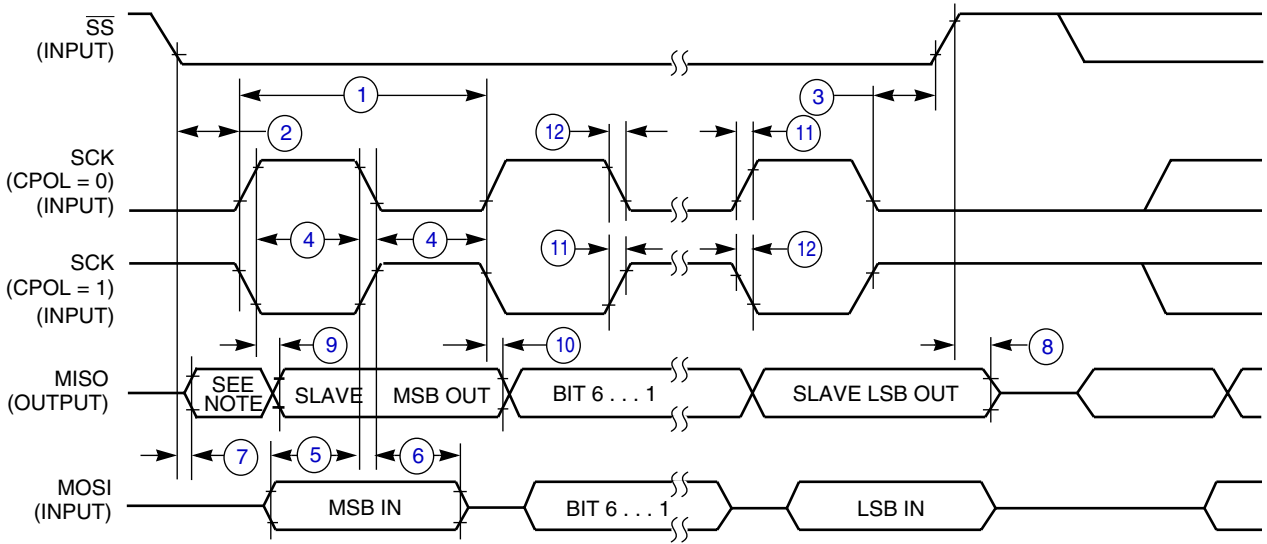 SS
(INPUT)
1
3
2
12
11
SCK
(CPOL = 0)
(INPUT)
4
4
11
12
SCK
(CPOL = 1)
(INPUT)
9
10
8
MISO
(OUTPUT)
SEE
NOTE
SLAVE
MSB OUT
BIT 6 . . . 1
SLAVE LSB OUT
7
5
6
MOSI
(INPUT)
MSB IN
BIT 6 . . . 1
LSB IN